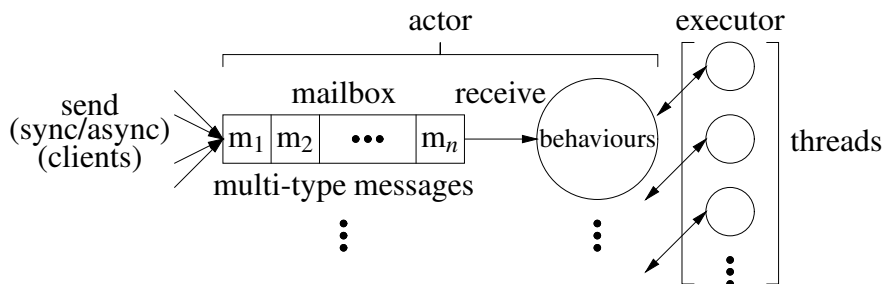 actor
executor
mailbox
receive
send
(sync/async)
(clients)
m1
m2
•••
mn
behaviours
threads
multi-type messages